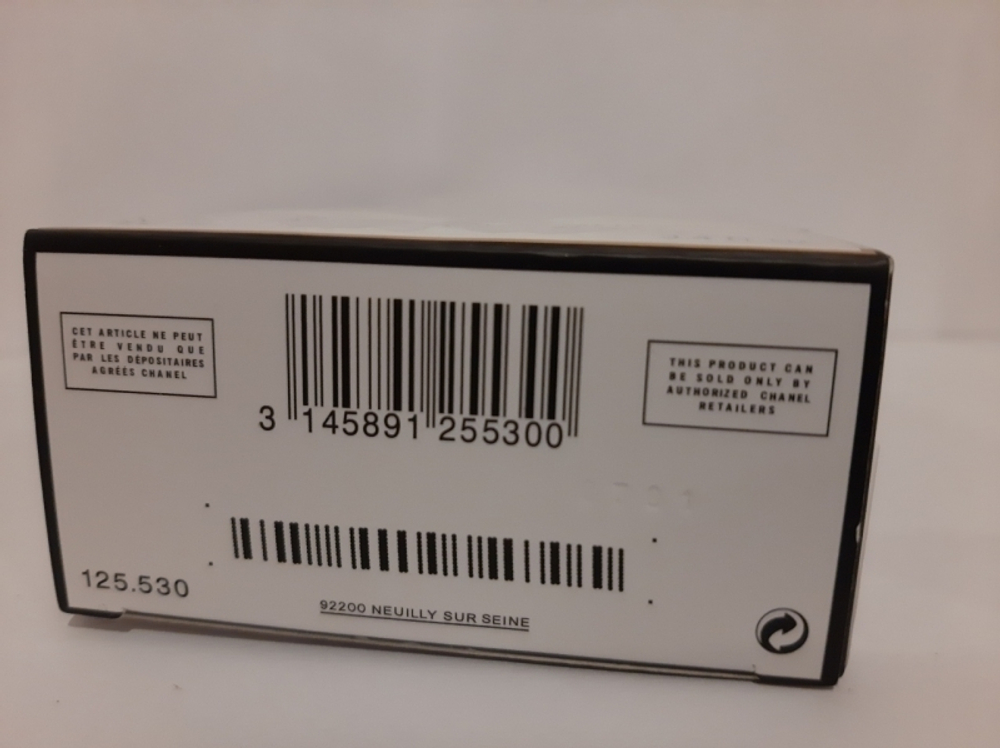 CET ARTICLE NE PEUT
ÊTRE VENDU QUE
PAR LES DÉPOSITAIRES
AGRÉÉS CHANEL
3 145891 255300
THIS PRODUCT CAN
BE SOLD ONLY BY
AUTHORIZED CHANEL
RETAILERS
125.530
92200 NEUILLY SUR SEINE